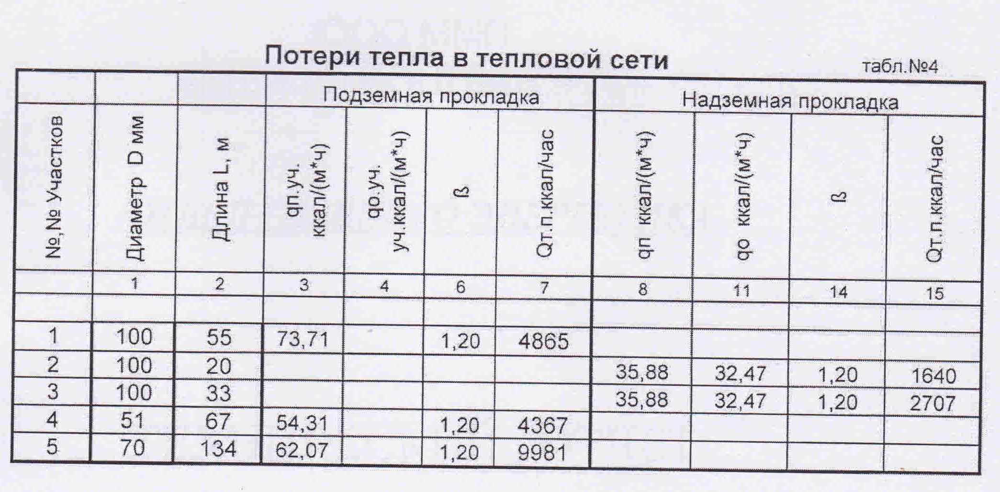 Потери тепла в тепловой сети
табл.№4
Подземная прокладка
Надземная прокладка
№,№ Участков
Диаметр D мм
Длина L, м
qп.уч.
ккал/(м*ч)
qо.уч.
уч.ккал/(м*ч)
ß
Qт.п.ккал/час
qп ккал/(м*ч)
qо ккал/(м*ч)
ß
Qт.п.ккал/час
1 2 3 4 6 7 8 11 14 15
1 100 55 73,71 1,20 4865
2 100 20 35,88 32,47 1,20 1640
3 100 33 35,88 32,47 1,20 2707
4 51 67 54,31 1,20 4367
5 70 134 62,07 1,20 9981